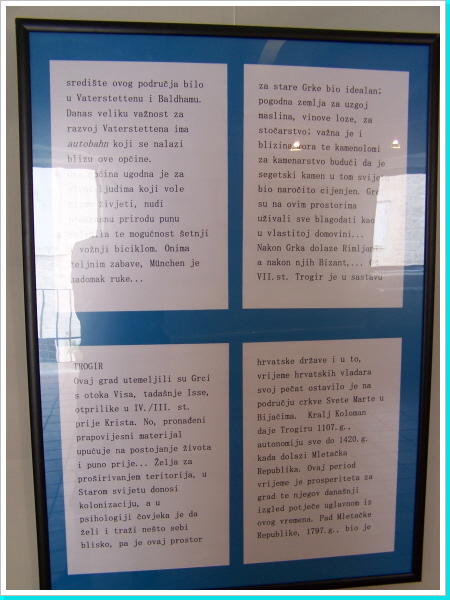 središte ovog područja bilo
u Vaterstettenu i Baldhamu.
Danas veliku važnost za
razvoj Vaterstettena ima
autobahn koji se nalazi
blizu ove općine.
općina ugodna je za
ljudima koji vole
živjeti, nudi
prekrasnu prirodu punu
te mogućnost šetnji
i vožnji biciklom. Onima
željnim zabave, München je
nadomak ruke...
TROGIR
Ovaj grad utemeljili su Grci
s otoka Visa, tadašnje Isse,
otprilike u IV./III. st.
prije Krista. No, pronađeni
prapovijesni materijal
upućuje na postojanje života
i puno prije... Želja za
proširivanjem teritorija, u
Starom svijetu donosi
kolonizaciju, a u
psihologiji čovjeka je da
želi i traži nešto sebi
blisko, pa je ovaj prostor
za stare Grke bio idealan;
pogodna zemlja za uzgoj
maslina, vinove loze, za
stočarstvo; važna je i
blizina mora te kamenolomi
za kamenarstvo budući da je
segetski kamen u tom svijetu
bio naročito cijenjen. Grci
su na ovim prostorima
uživali sve blagodati kao
u vlastitoj domovini...
Nakon Grka dolaze Rimljani
a nakon njih Bizant,...
VII.st. Trogir je u sastavu
hrvatske države i u to,
vrijeme hrvatskih vladara
svoj pečat ostavilo je na
području crkve Svete Marte u
Bijaćima. Kralj Koloman
daje Trogiru 1107.g.,
autonomiju sve do 1420.g.
kada dolazi Mletačka
Republika. Ovaj period
vrijeme je prosperiteta za
grad te njegov današnji
izgled potječe uglavnom iz
ovog vremena. Pad Mletačke
Republike, 1797.g., bio je